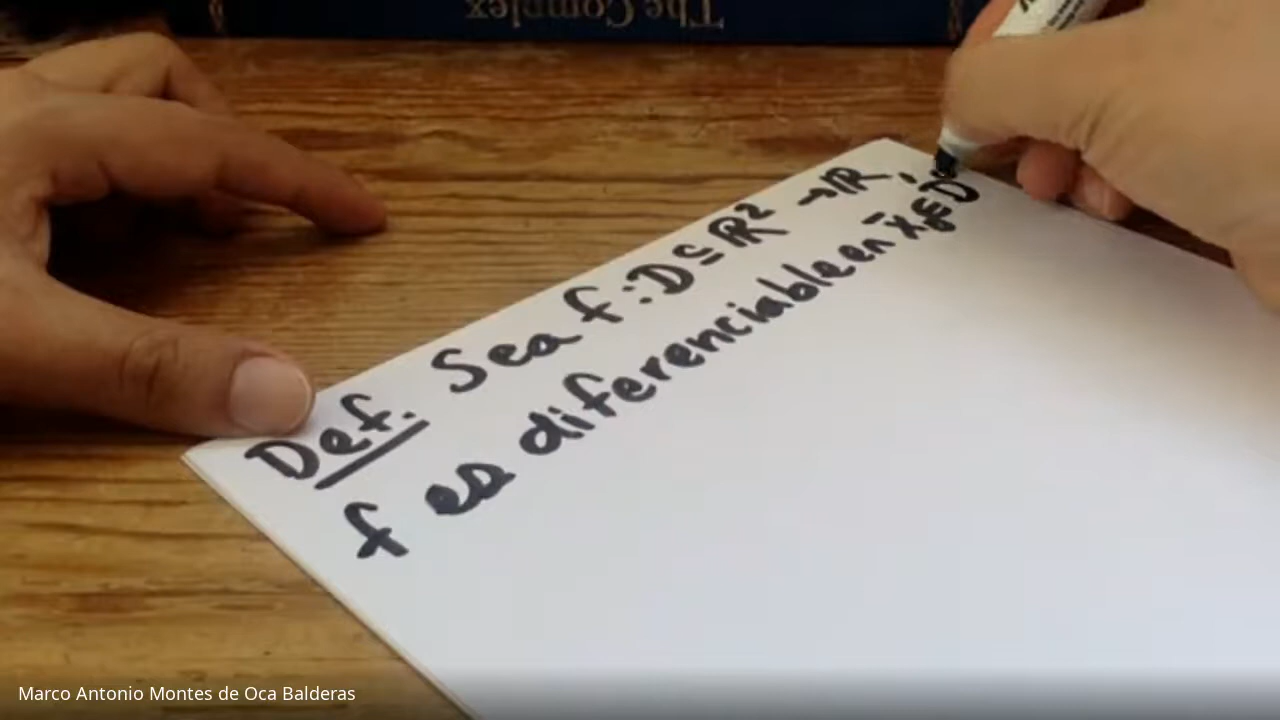 The Complex
Def. Sea f: D ⊆ ℝ² → ℝ,
f es diferenciable en x̄ ∈ D
Marco Antonio Montes de Oca Balderas